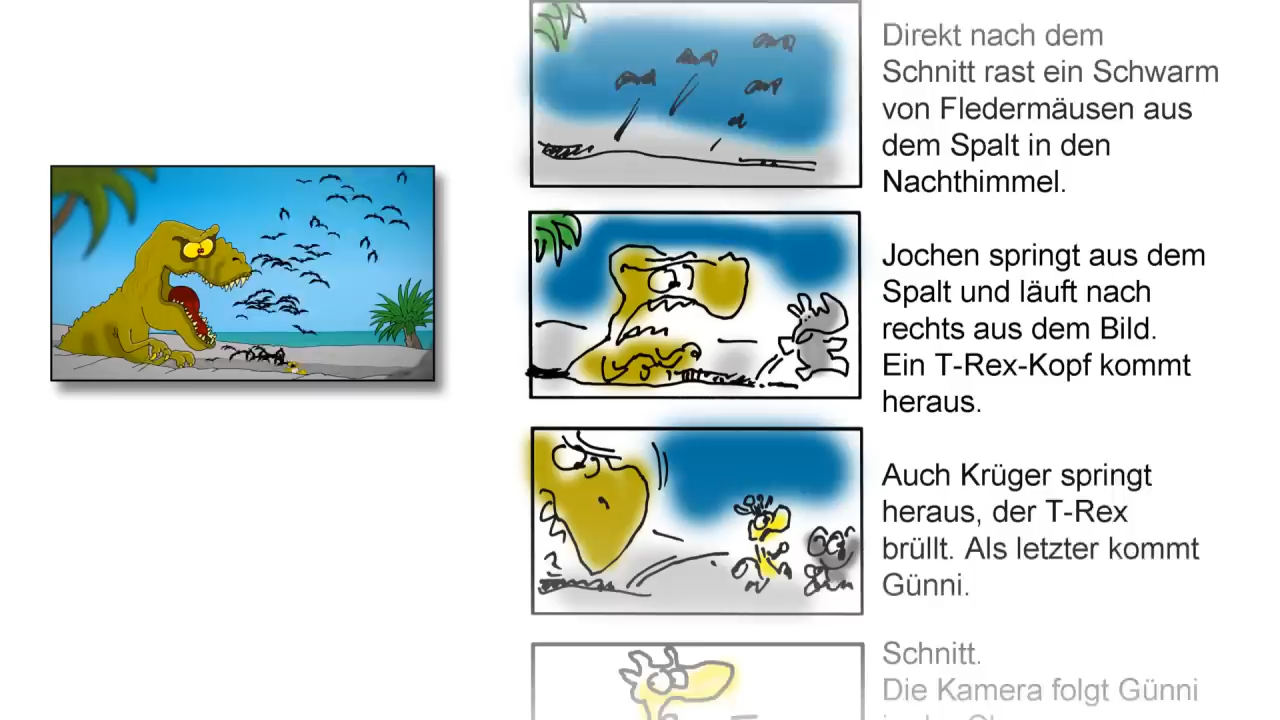 Direkt nach dem
Schnitt rast ein Schwarm
von Fledermäusen aus
dem Spalt in den
Nachthimmel.
Jochen springt aus dem
Spalt und läuft nach
rechts aus dem Bild.
Ein T-Rex-Kopf kommt
heraus.
Auch Krüger springt
heraus, der T-Rex
brüllt. Als letzter kommt
Günni.
Schnitt.
Die Kamera folgt Günni